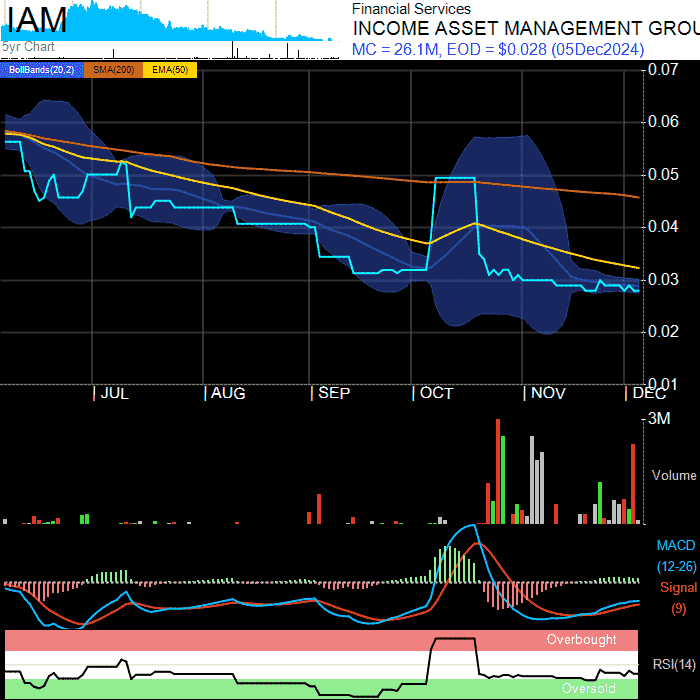 IAM
5yr Chart
Financial Services
INCOME ASSET MANAGEMENT GROU
MC = 26.1M, EOD = $0.028 (05Dec2024)
BollBands(20,2) SMA(200) EMA(50)
0.07
0.06
0.05
0.04
0.03
0.02
0.01
JUL AUG SEP OCT NOV DEC
3M
Volume
MACD
(12-26)
Signal
(9)
Overbought
RSI(14)
Oversold